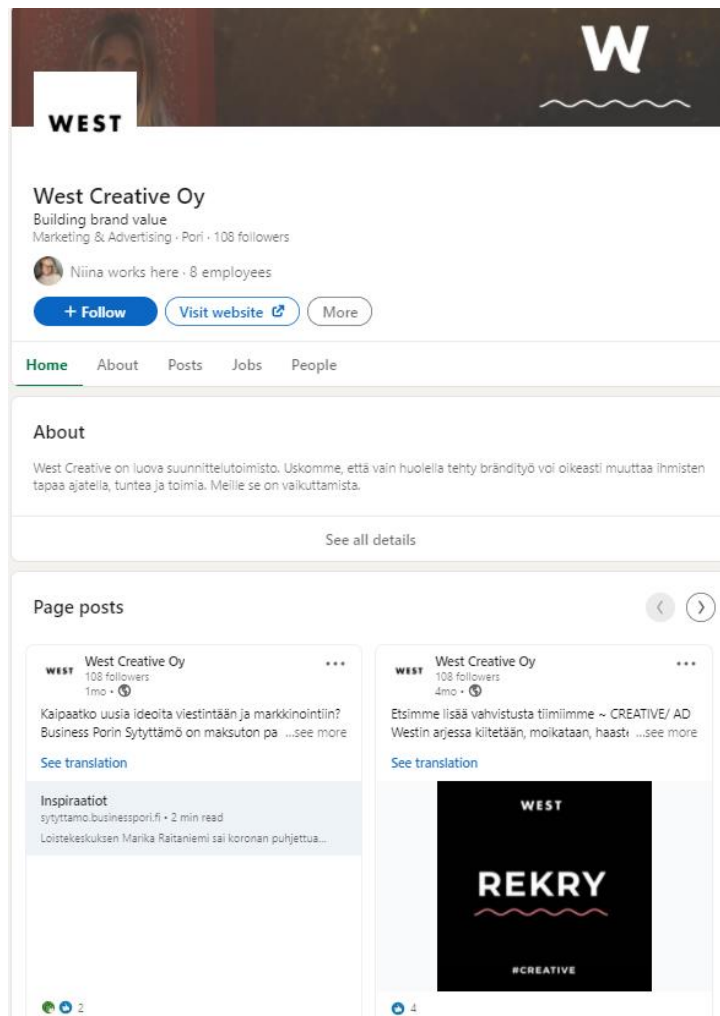 W
WEST
West Creative Oy
Building brand value
Marketing & Advertising · Pori · 108 followers
Niina works here · 8 employees
+ Follow
Visit website
More
Home
About
Posts
Jobs
People
About
West Creative on luova suunnittelutoimisto. Uskomme, että vain huolella tehty brändityö voi oikeasti muuttaa ihmisten
tapaa ajatella, tuntea ja toimia. Meille se on vaikuttamista.
See all details
Page posts
WEST
West Creative Oy
108 followers
1mo •
Kaipaatko uusia ideoita viestintään ja markkinointiin?
Business Porin Sytyttämö on maksuton pa ...see more
See translation
Inspiraatiot
sytyttamo.businesspori.fi • 2 min read
Loistekeskuksen Marika Raitaniemi sai koronan puhjettua...
2
WEST
West Creative Oy
108 followers
4mo •
Etsimme lisää vahvistusta tiimiimme ~ CREATIVE/ AD
Westin arjessa kiitetään, moikataan, haast ...see more
See translation
WEST
REKRY
#CREATIVE
4